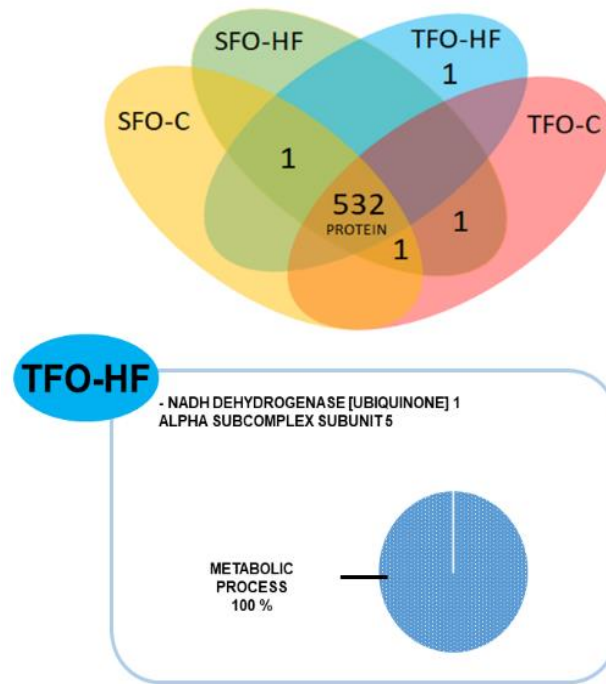 SFO-HF
TFO-HF
1
SFO-C
TFO-C
1
532
PROTEIN
1
1
TFO-HF
- NADH DEHYDROGENASE [UBIQUINONE] 1
ALPHA SUBCOMPLEX SUBUNIT 5
METABOLIC
PROCESS
100 %